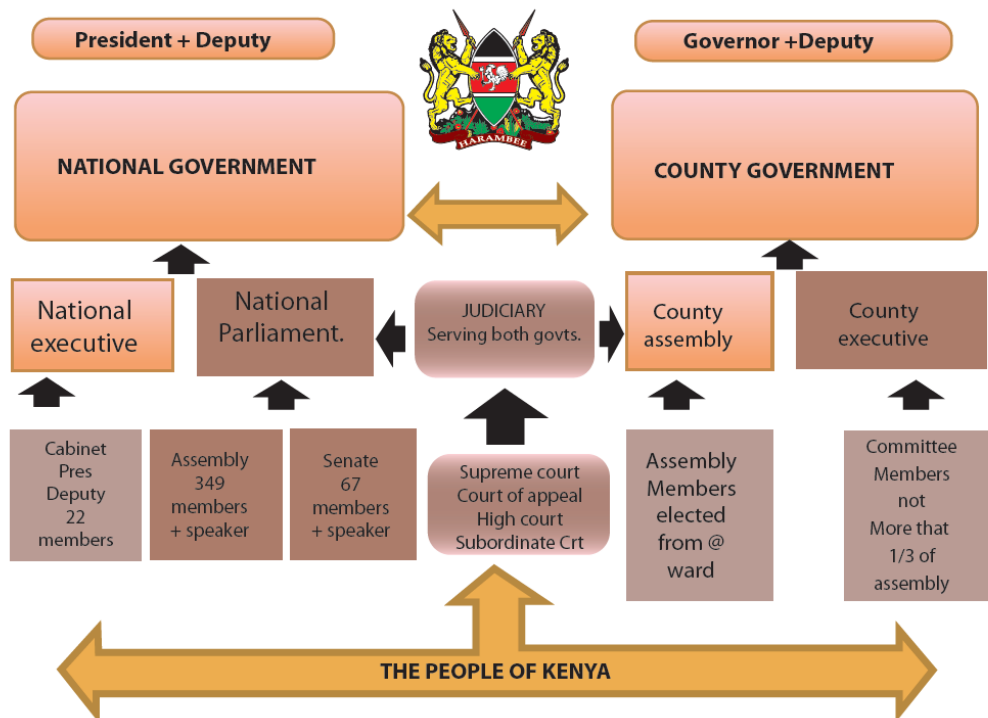 President + Deputy
Governor +Deputy
HARAMBEE
NATIONAL GOVERNMENT
COUNTY GOVERNMENT
National
executive
National
Parliament.
JUDICIARY
Serving both govts.
County
assembly
County
executive
Cabinet
Pres
Deputy
22
members
Assembly
349
members
+ speaker
Senate
67
members
+ speaker
Supreme court
Court of appeal
High court
Subordinate Crt
Assembly
Members
elected
from @
ward
Committee
Members
not
More that
1/3 of
assembly
THE PEOPLE OF KENYA